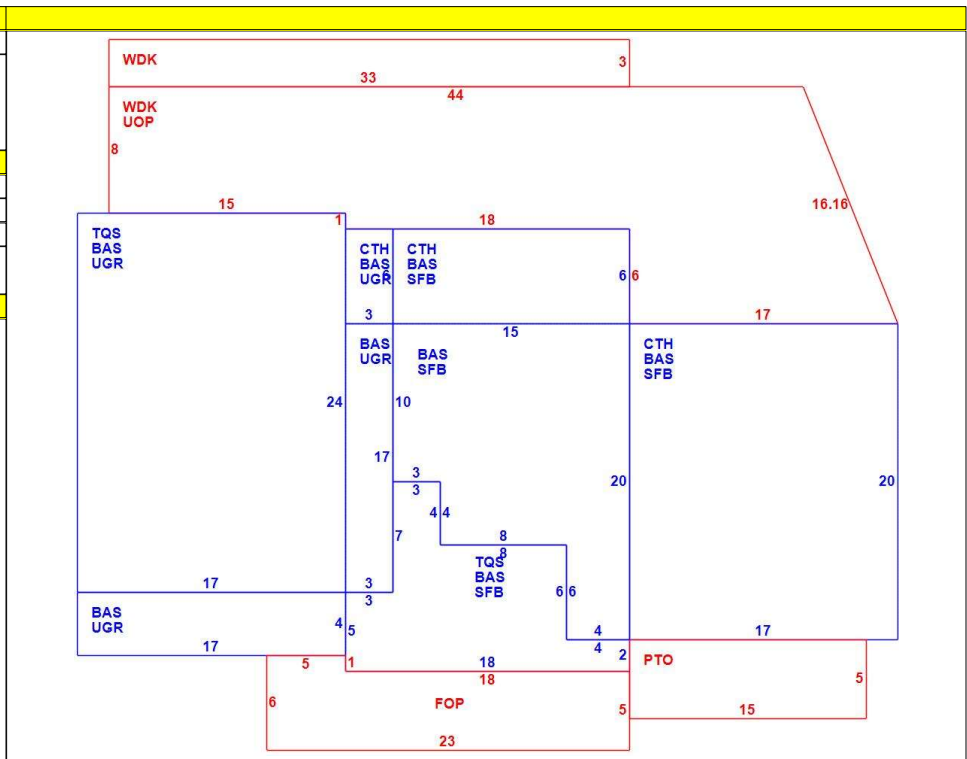 WDK
3
33
44
WDK
UOP
8
16.16
15
1
18
TQS
BAS
UGR
CTH
BAS
UGR
6
CTH
BAS
SFB
6
6
3
15
17
BAS
UGR
BAS
SFB
CTH
BAS
SFB
24
10
17
3
3
20
20
4
4
7
8
8
TQS
BAS
SFB
6
6
17
3
3
BAS
UGR
4
5
4
4
17
2
17
5
1
18
18
PTO
5
6
FOP
5
15
23